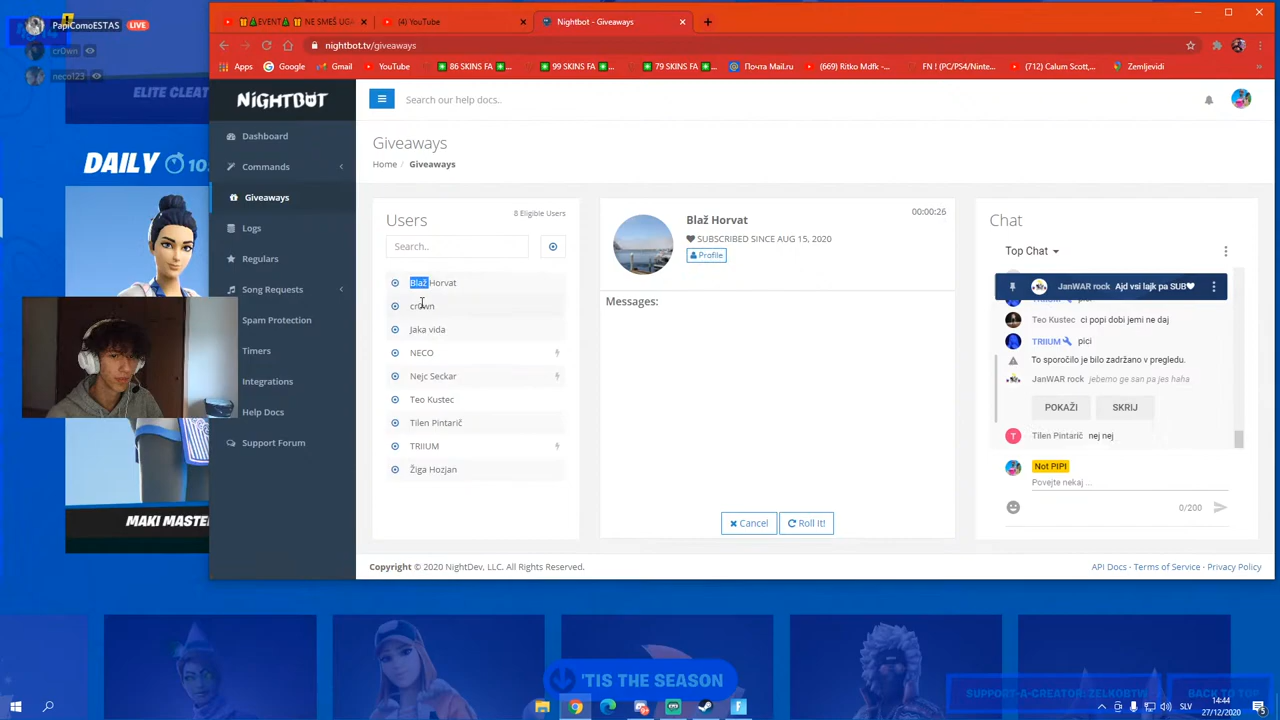 PapiComoESTAS LIVE
cr0wn
neco123
ELITE CLEAT
DAILY
MAKI MASTE
(4) YouTube
Nightbot - Giveaways
nightbot.tv/giveaways
Apps
Google
Gmail
YouTube
86 SKINS FA
99 SKINS FA
79 SKINS FA
Почта Mail.ru
(669) Ritko Mdfk -
FN ! (PC/PS4/Ninte...
(712) Calum Scott,...
Zemljevidi
NIGHTBOT
Search our help docs..
Dashboard
Commands
Giveaways
Logs
Regulars
Song Requests
Spam Protection
Timers
Integrations
Help Docs
Support Forum
Giveaways
Home / Giveaways
Users
8 Eligible Users
Search..
Blaž Horvat
Jaka vida
NECO
Nejc Seckar
Teo Kustec
Tilen Pintarič
TRIIUM
Žiga Hozjan
Blaž Horvat
00:00:26
SUBSCRIBED SINCE AUG 15, 2020
Profile
Messages:
Cancel
Roll It!
Chat
Top Chat
JanWAR rock Ajd vsi lajk pa SUB
Teo Kustec ci popi dobi jemi ne daj
TRIIUM pici
To sporočilo je bilo zadržano v pregledu.
JanWAR rock jebemo ge san pa jes haha
POKAŽI SKRIJ
Tilen Pintarič nej nej
Not PIPI
Povejte nekaj ...
0/200
Copyright © 2020 NightDev, LLC. All Rights Reserved.
API Docs - Terms of Service - Privacy Policy
'TIS THE SEASON
SUPPORT-A-CREATOR: ZELKOBTW
BACK TO TOP
SLV
14:44
27/12/2020
5